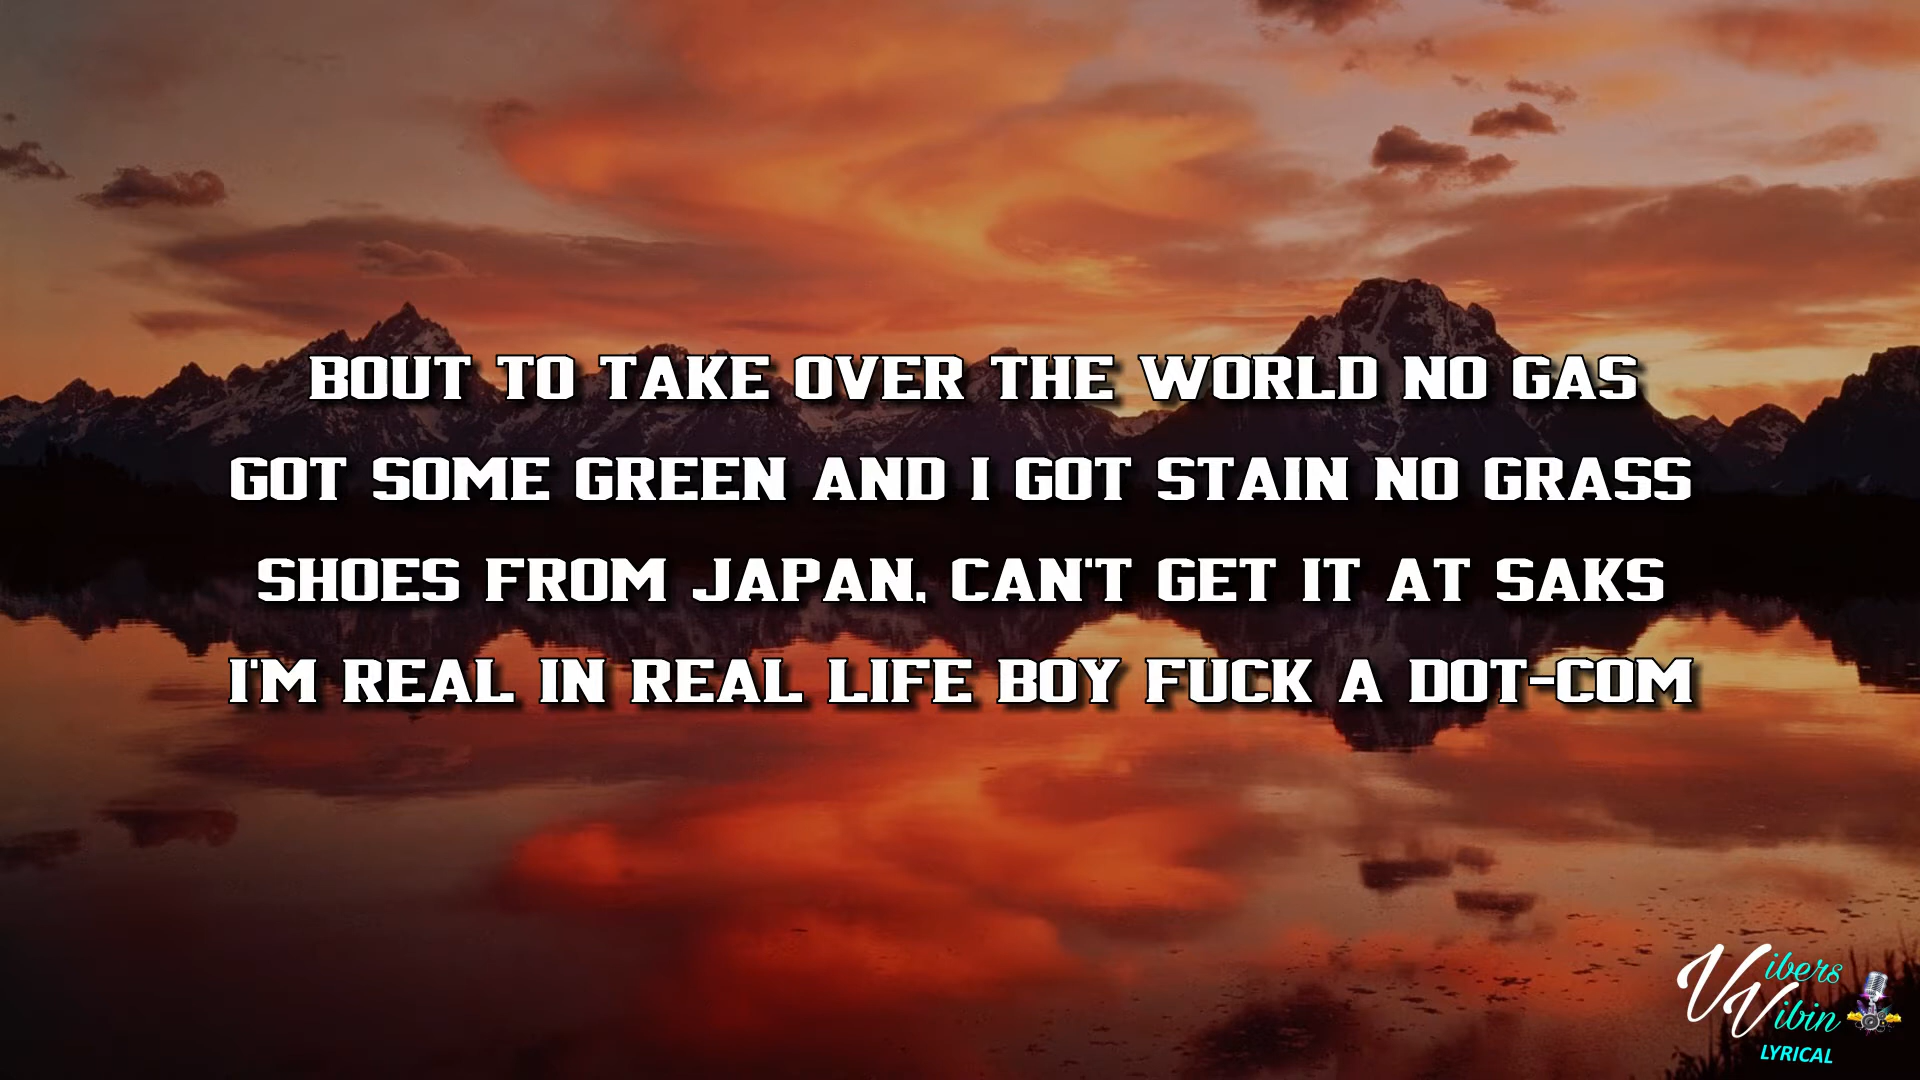 BOUT TO TAKE OVER THE WORLD NO GAS
GOT SOME GREEN AND I GOT STAIN NO GRASS
SHOES FROM JAPAN, CAN'T GET IT AT SAKS
I'M REAL IN REAL LIFE BOY FUCK A DOT-COM
Vibers
Vibin
LYRICAL